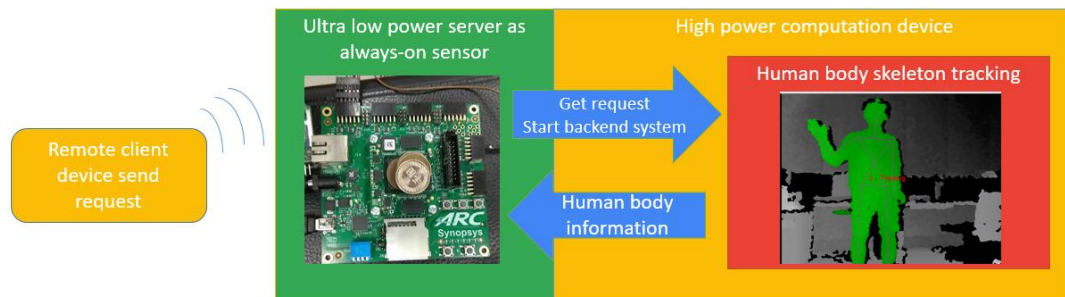 Remote client
device send
request
Ultra low power server as
always-on sensor
ARC
Synopsys
High power computation device
Get request
Start backend system
Human body
information
Human body skeleton tracking